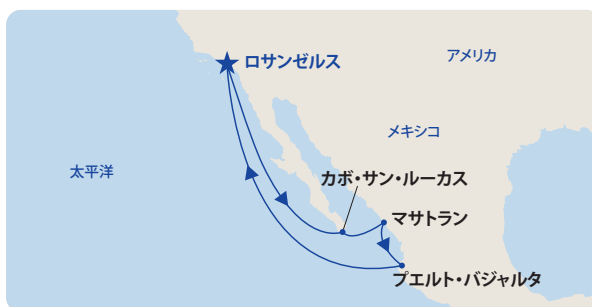 ロサンゼルス
アメリカ
メキシコ
太平洋
カボ・サン・ルーカス
マサトラン
プエルト・バジャルタ